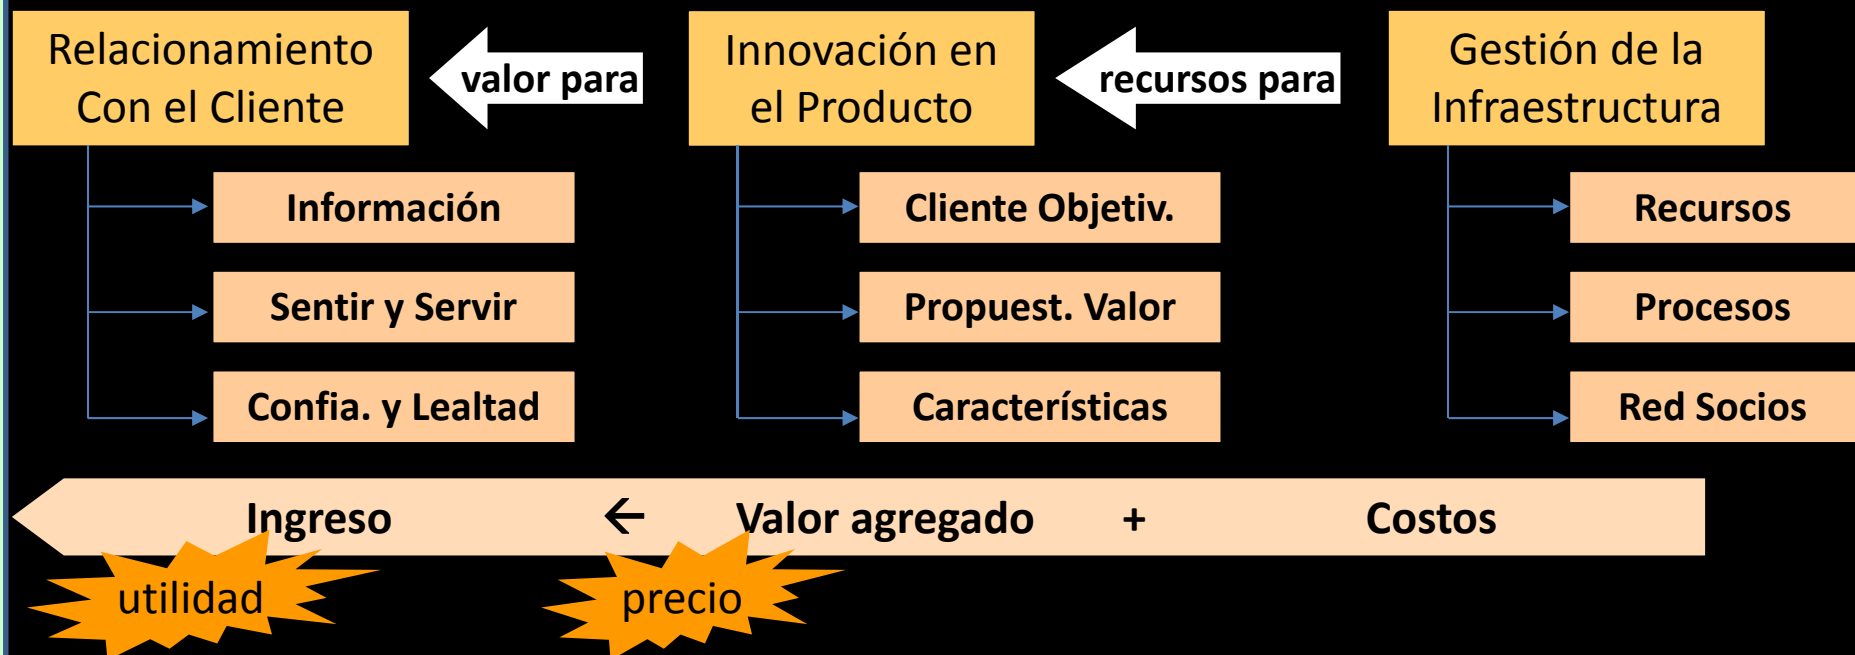 Relacionamiento
Con el Cliente
valor para
Innovación en
el Producto
recursos para
Gestión de la
Infraestructura
Información
Cliente Objetiv.
Recursos
Sentir y Servir
Propuest. Valor
Procesos
Confia. y Lealtad
Características
Red Socios
Ingreso ← Valor agregado + Costos
utilidad
precio